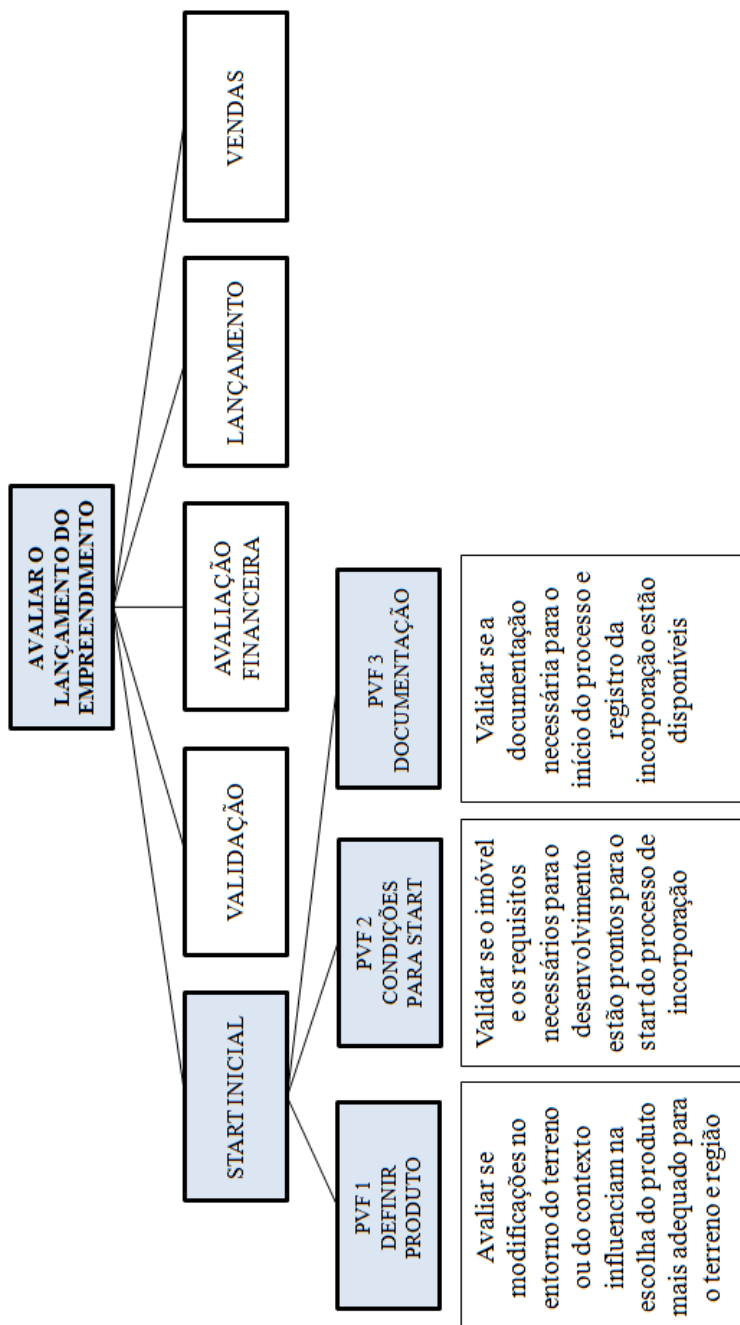 AVALIAR O
LANÇAMENTO DO
EMPREENDIMENTO
START INICIAL
VALIDAÇÃO
AVALIAÇÃO
FINANCEIRA
LANÇAMENTO
VENDAS
PVF 1
DEFINIR
PRODUTO
PVF 2
CONDIÇÕES
PARA START
PVF 3
DOCUMENTAÇÃO
Avaliar se
modificações no
entorno do terreno
ou do contexto
influenciam na
escolha do produto
mais adequado para
o terreno e região
Validar se o imóvel
e os requisitos
necessários para o
desenvolvimento
estão prontos para o
start do processo de
incorporação
Validar se a
documentação
necessária para o
início do processo e
registro da
incorporação estão
disponíveis